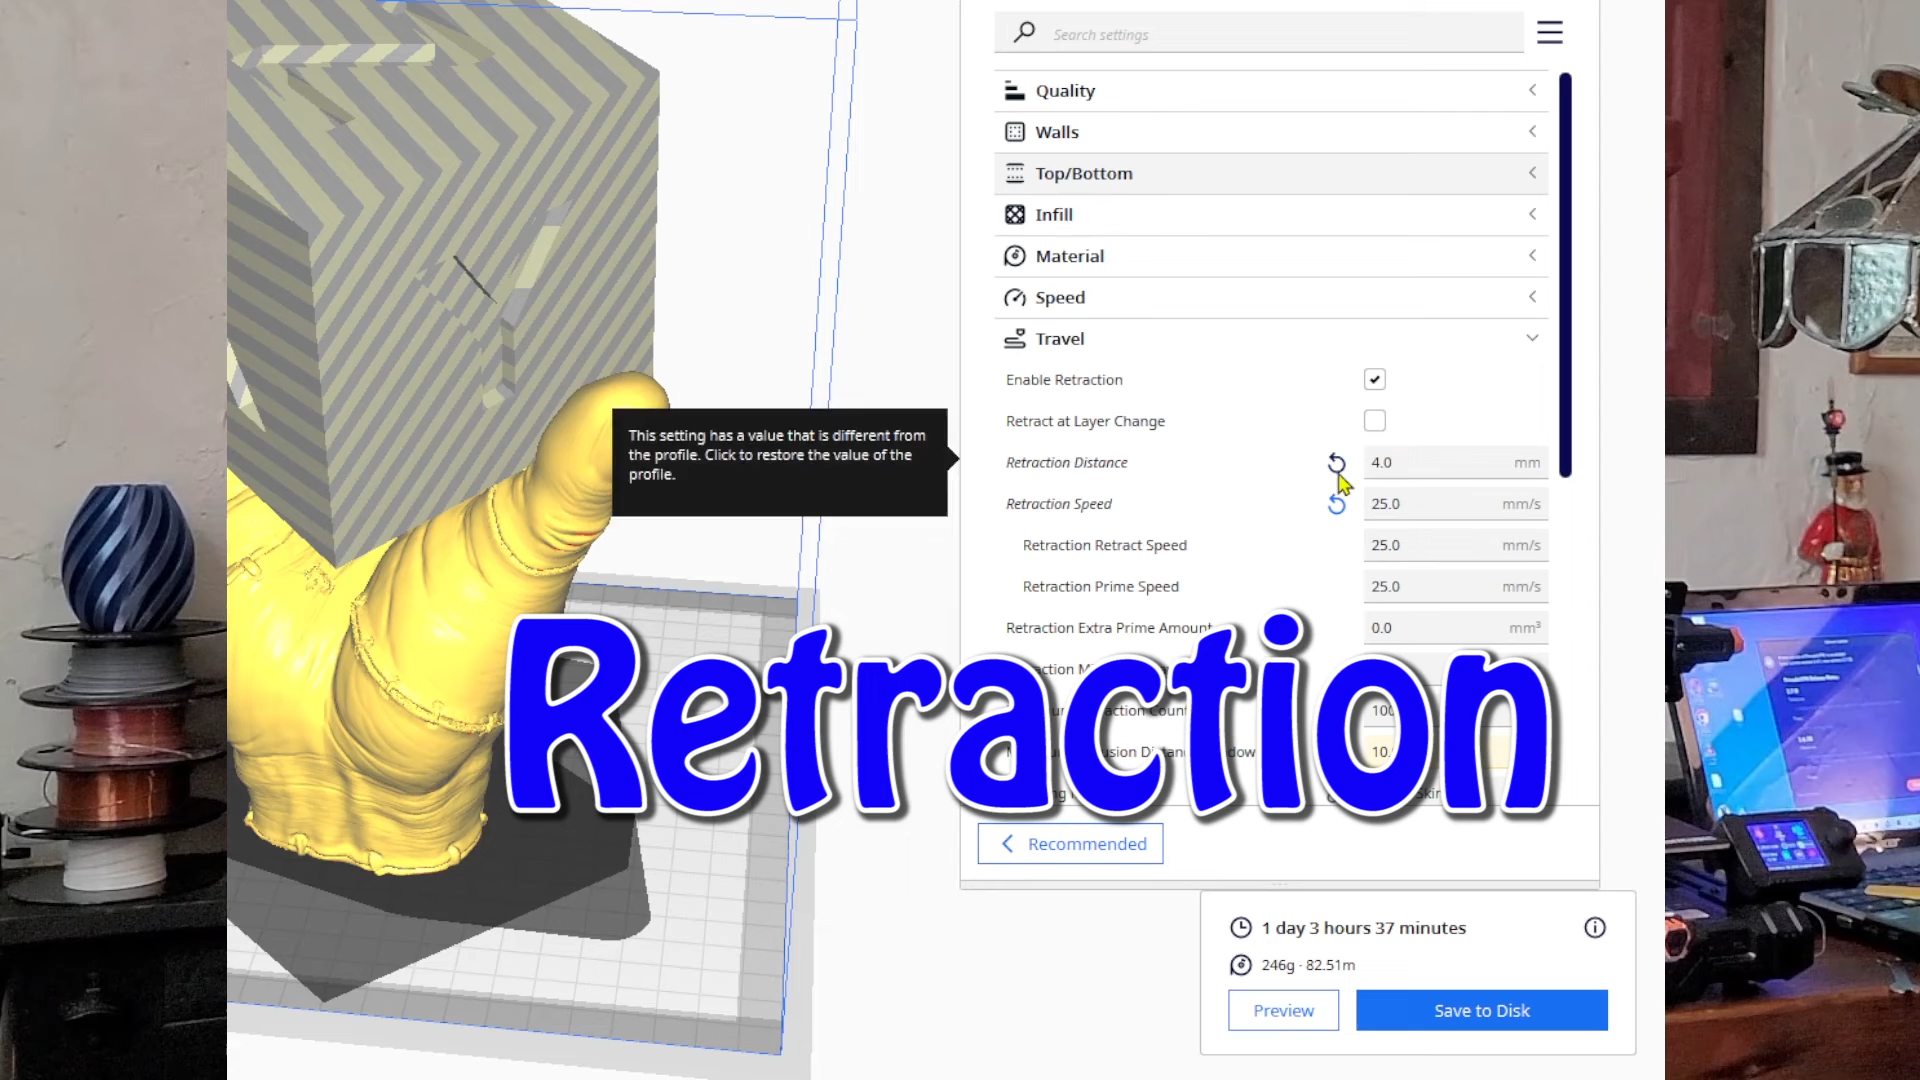 Search settings
Quality
Walls
Top/Bottom
Infill
Material
Speed
Travel
Enable Retraction
Retract at Layer Change
This setting has a value that is different from
the profile. Click to restore the value of the
profile.
Retraction Distance 4.0 mm
Retraction Speed 25.0 mm/s
Retraction Retract Speed 25.0 mm/s
Retraction Prime Speed 25.0 mm/s
Retraction Extra Prime Amount 0.0 mm³
Retraction
Recommended
1 day 3 hours 37 minutes
246g · 82.51m
Preview Save to Disk